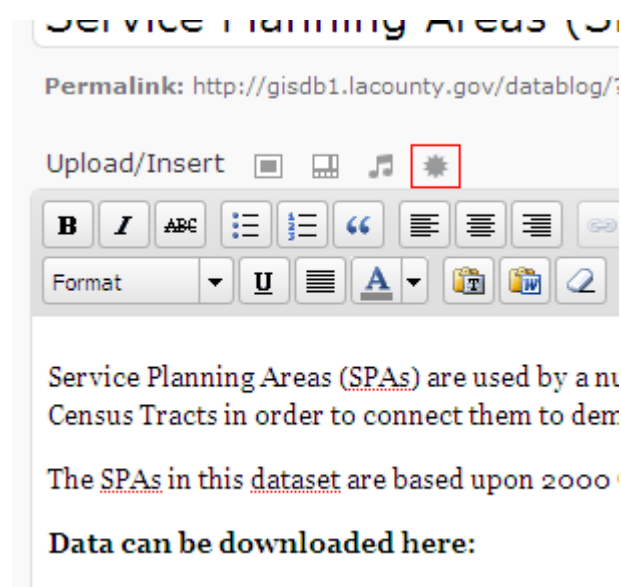 Service Planning Areas (S
Permalink: http://gisdb1.lacounty.gov/datablog/?
Upload/Insert
B I ABC
Format U A T W
Service Planning Areas (SPAs) are used by a nu
Census Tracts in order to connect them to dem
The SPAs in this dataset are based upon 2000
Data can be downloaded here: